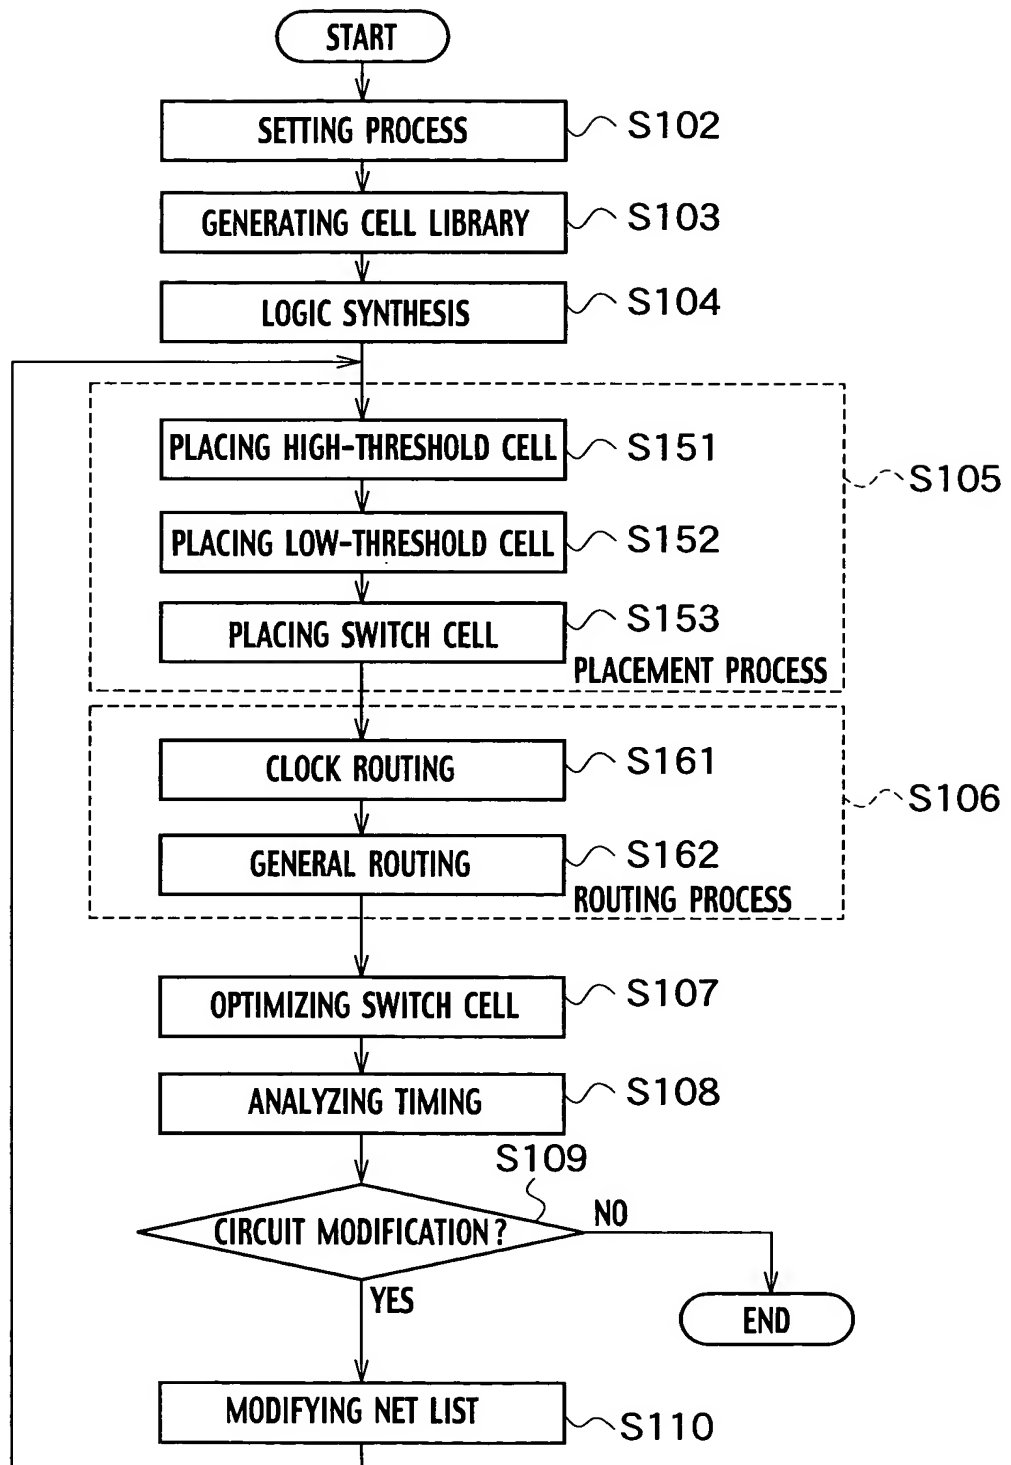 START
SETTING PROCESS
S102
GENERATING CELL LIBRARY
S103
LOGIC SYNTHESIS
S104
PLACING HIGH-THRESHOLD CELL
S151
S105
PLACING LOW-THRESHOLD CELL
S152
PLACING SWITCH CELL
S153
PLACEMENT PROCESS
CLOCK ROUTING
S161
S106
GENERAL ROUTING
S162
ROUTING PROCESS
OPTIMIZING SWITCH CELL
S107
ANALYZING TIMING
S108
S109
CIRCUIT MODIFICATION?
NO
YES
END
MODIFYING NET LIST
S110